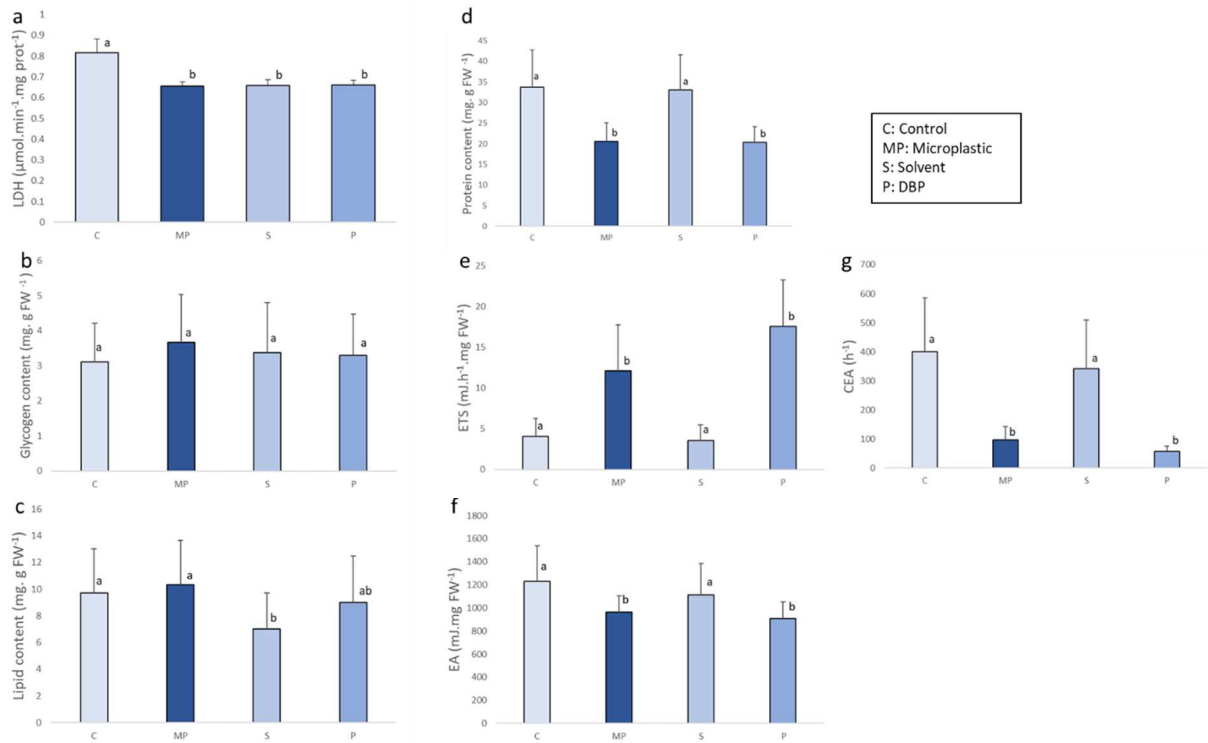 a
LDH (µmol.min⁻¹.mg prot⁻¹)
1
0.9
0.8
0.7
0.6
0.5
0.4
0.3
0.2
0.1
0
a
b
b
b
C MP S P
d
Protein content (mg. g FW⁻¹)
45
40
35
30
25
20
15
10
5
0
a
b
a
b
C MP S P
C: Control
MP: Microplastic
S: Solvent
P: DBP
b
Glycogen content (mg. g FW⁻¹)
6
5
4
3
2
1
0
a
a
a
a
C MP S P
e
ETS (mJ.h⁻¹.mg FW⁻¹)
25
20
15
10
5
0
a
b
a
b
C MP S P
g
CEA (h⁻¹)
700
600
500
400
300
200
100
0
a
b
a
b
C MP S P
c
Lipid content (mg. g FW⁻¹)
16
14
12
10
8
6
4
2
0
a
a
b
ab
C MP S P
f
EA (mJ.mg FW⁻¹)
1800
1600
1400
1200
1000
800
600
400
200
0
a
b
a
b
C MP S P